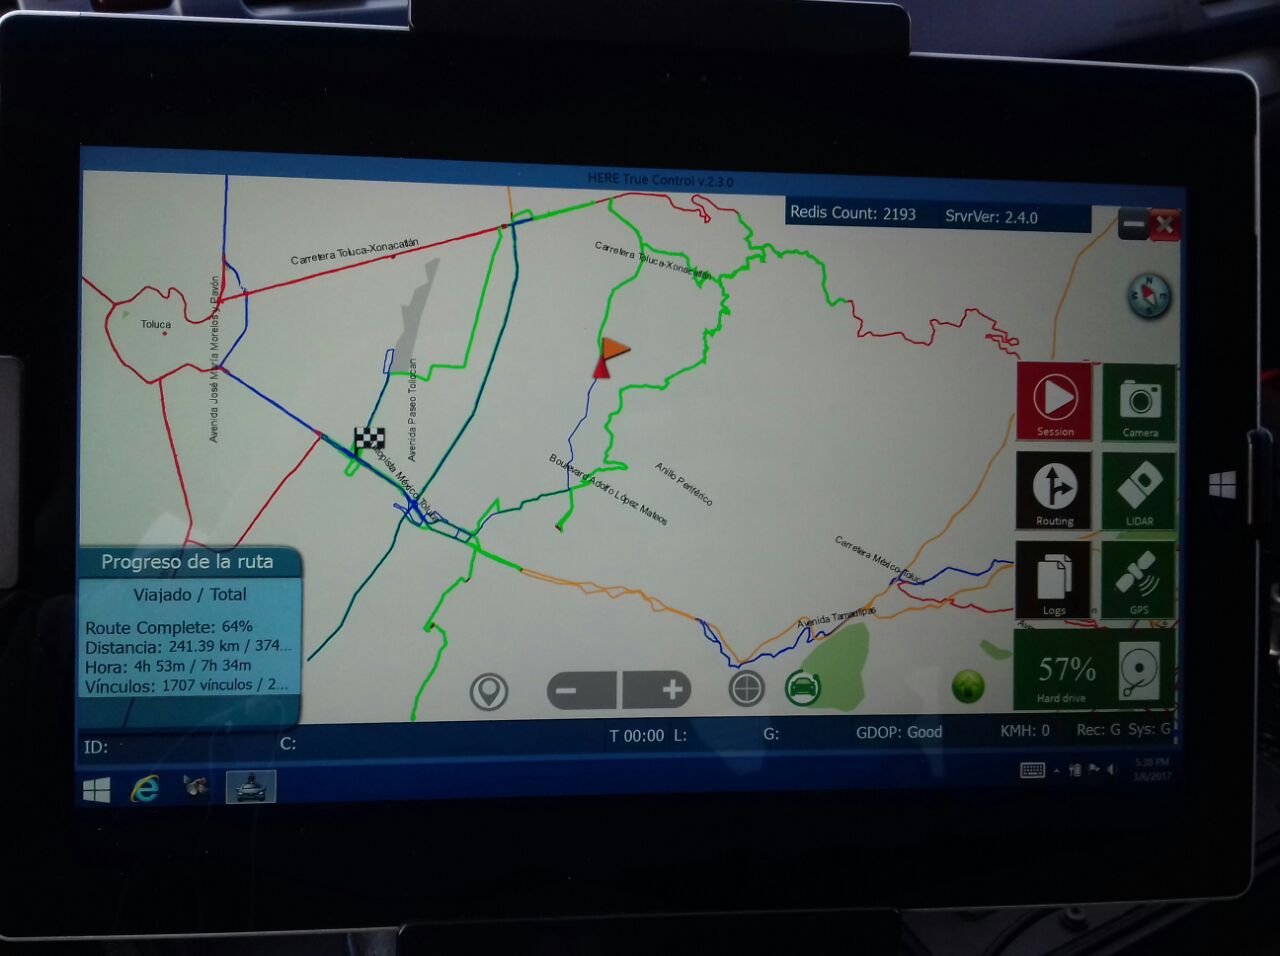 HERE True Control v.2.3.0
Redis Count: 2193 SrvrVer: 2.4.0
Carretera Toluca-Xonacatlán
Carretera Toluca-Xonacatlán
Toluca
Avenida José María Morelos y Pavón
Avenida Paseo Tollocan
Boulevard Adolfo López Mateos
Anillo Periférico
Carretera México-Toluca
Avenida Tamaulipas
N
E
S
W
Session
Camera
Routing
LIDAR
Logs
GPS
57%
Hard drive
Progreso de la ruta
Viajado / Total
Route Complete: 64%
Distancia: 241.39 km / 374...
Hora: 4h 53m / 7h 34m
Vínculos: 1707 vínculos / 2...
ID: C: T 00:00 L: G: GDOP: Good KMH: 0 Rec: G Sys: G
5:38 PM
3/6/2017